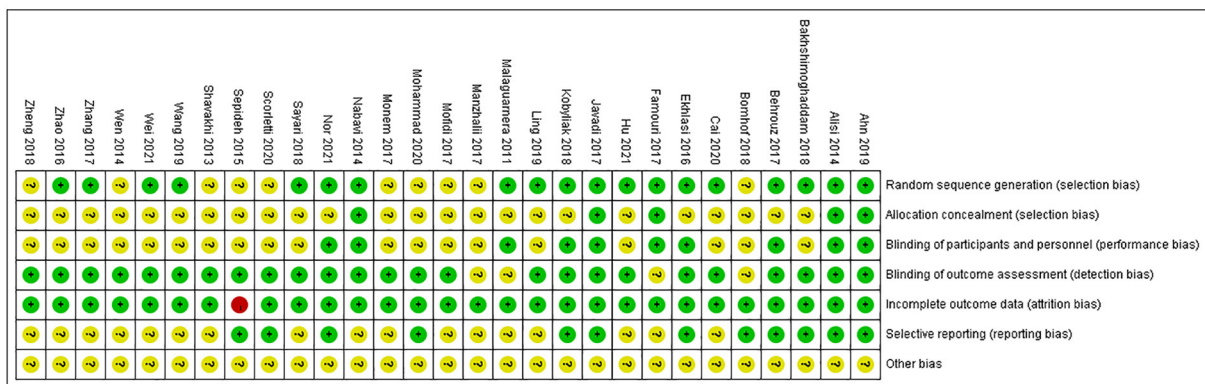 Zheng 2018
Zhao 2016
Zhang 2017
Wen 2014
Wei 2021
Wang 2019
Shavakhi 2013
Sepideh 2015
Scorletti 2020
Sayari 2018
Nor 2021
Nabavi 2014
Monem 2017
Mohammad 2020
Mofidi 2017
Manzhalii 2017
Malaguarnera 2011
Ling 2019
Kobyliak 2018
Javadi 2017
Hu 2021
Famouri 2017
Ekhlasi 2016
Cai 2020
Bomhof 2018
Behrouz 2017
Bakhshimoghaddam 2018
Alisi 2014
Ahn 2019
? + + ? + + ? ? ? + + + ? ? ? ? + + + + + + + + ? + + + + Random sequence generation (selection bias)
? ? ? ? ? ? ? ? ? ? ? + ? ? ? ? ? ? ? + ? + ? ? ? ? ? + + Allocation concealment (selection bias)
? ? ? ? ? ? ? ? ? ? + + ? ? ? ? + ? + + ? + + ? ? + ? + + Blinding of participants and personnel (performance bias)
+ + + + + + + + + + + + + + + ? ? + + + + ? + + ? + + + + Blinding of outcome assessment (detection bias)
+ + + + + + + - + + + + + + + + + + + + + + + + + + + + + Incomplete outcome data (attrition bias)
? ? ? ? ? ? ? + + ? + ? ? + ? ? ? ? + + ? ? + ? + + + + + Selective reporting (reporting bias)
? ? ? ? ? ? ? ? ? ? ? ? ? ? ? ? ? ? ? ? ? ? ? ? ? ? ? ? ? Other bias